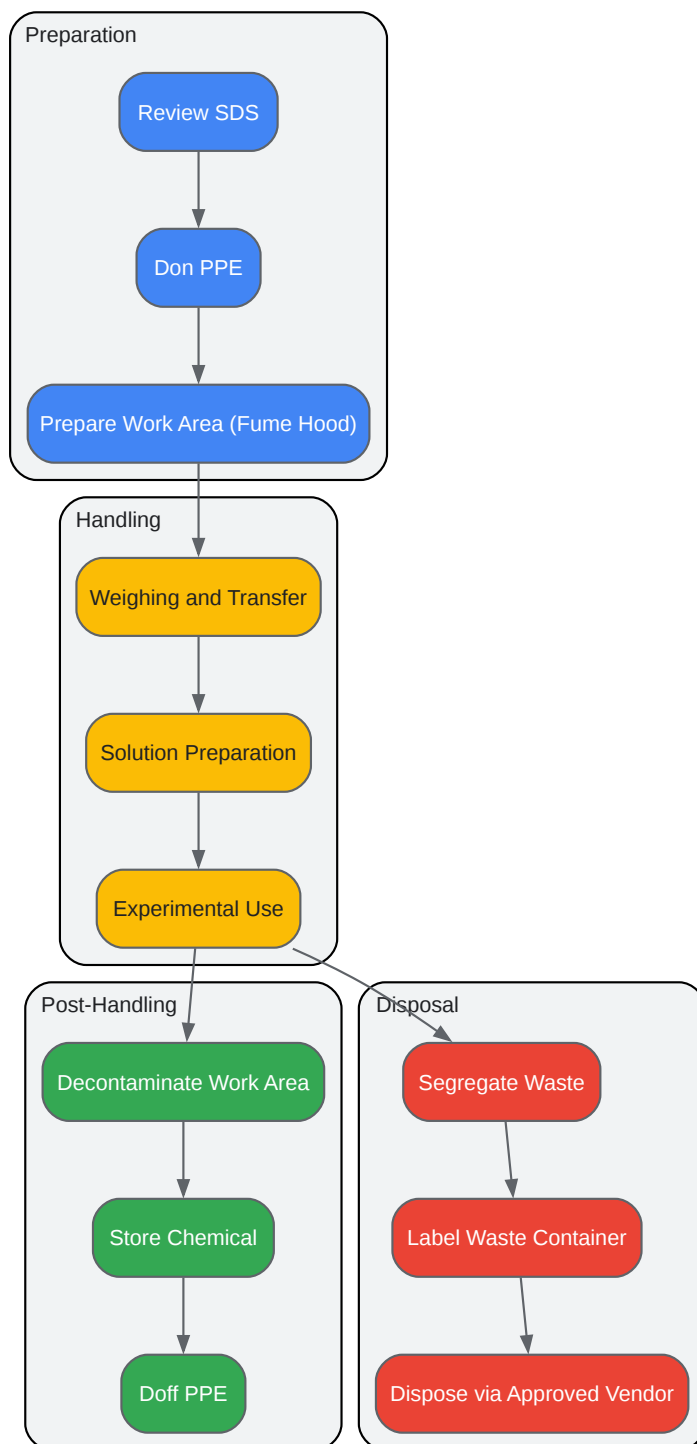 Preparation
Review SDS
Don PPE
Prepare Work Area (Fume Hood)
Handling
Weighing and Transfer
Solution Preparation
Experimental Use
Post-Handling
Decontaminate Work Area
Store Chemical
Doff PPE
Disposal
Segregate Waste
Label Waste Container
Dispose via Approved Vendor